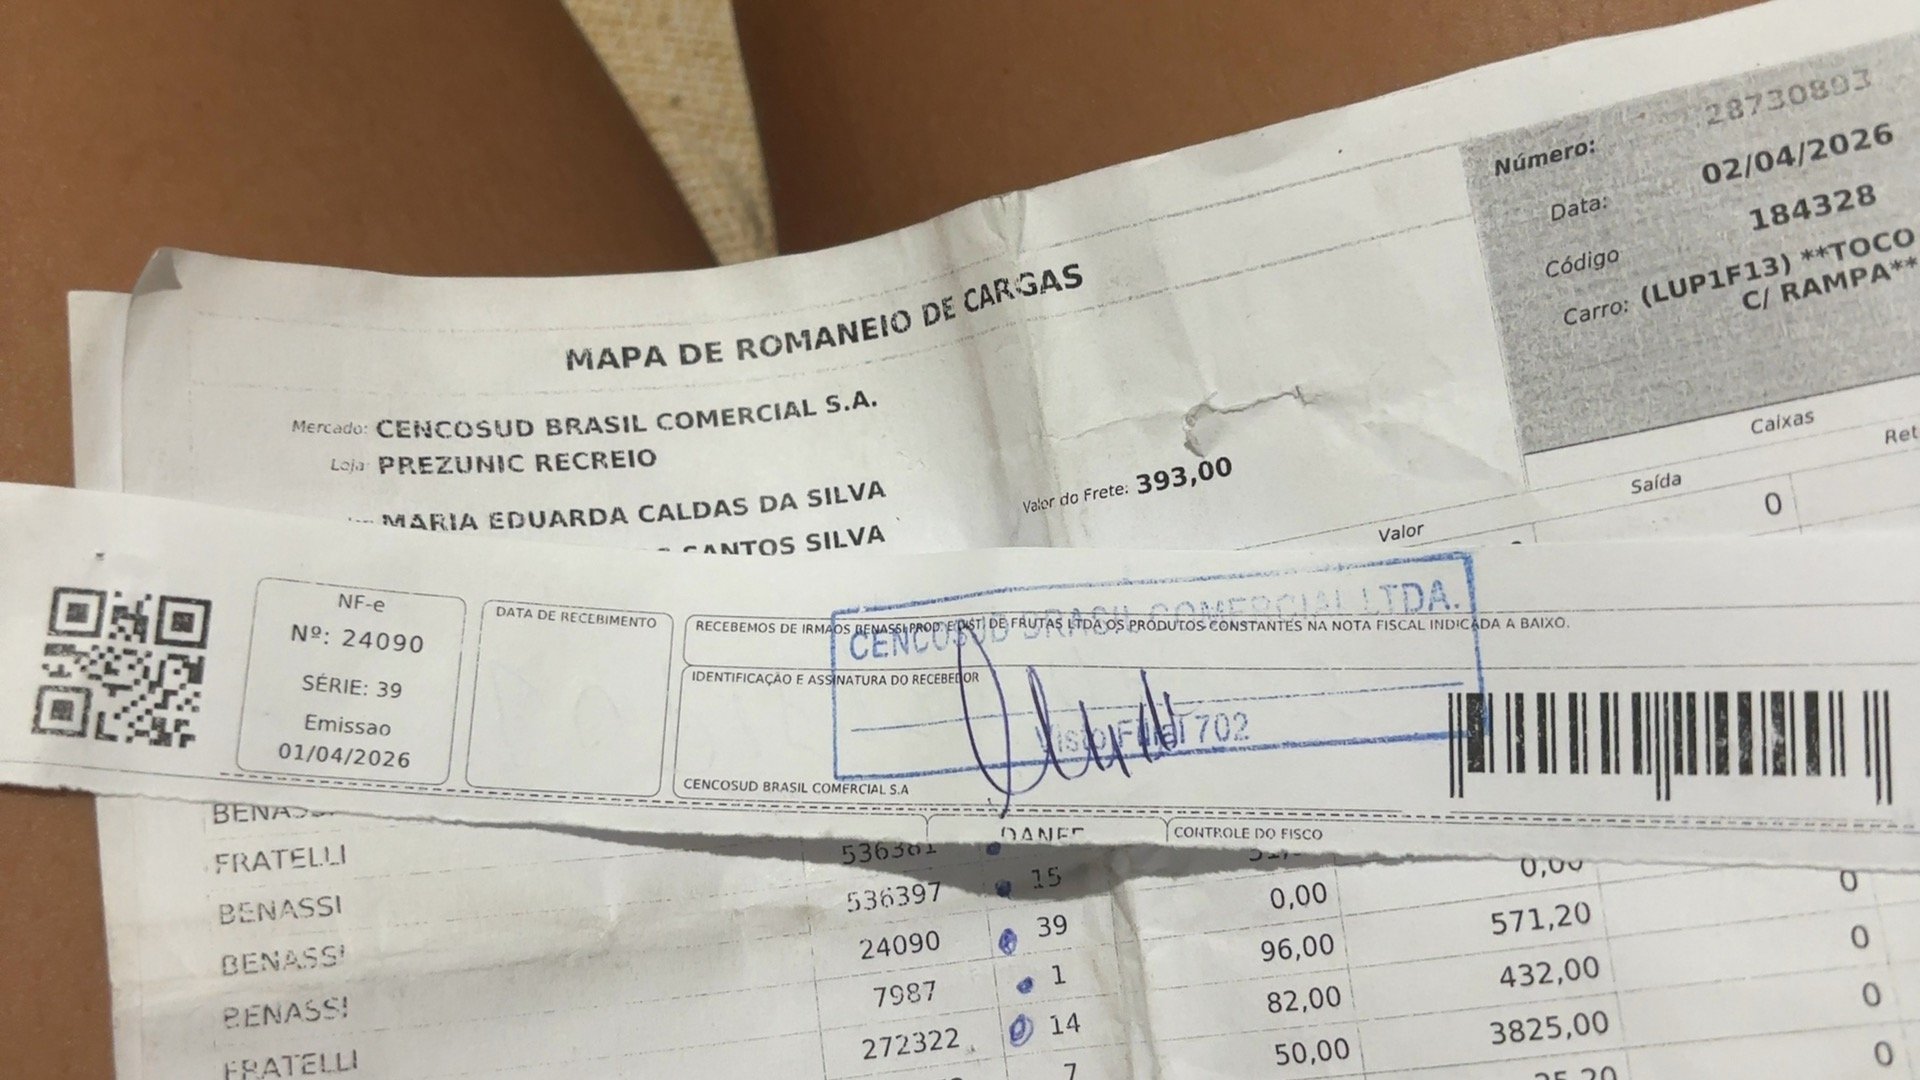 MAPA DE ROMANEIO DE CARGAS
Número: 28730893
Data: 02/04/2026
Código 184328
Carro: (LUP1F13) **TOCO
C/ RAMPA**
Mercado: CENCOSUD BRASIL COMERCIAL S.A.
Loja: PREZUNIC RECREIO
MARIA EDUARDA CALDAS DA SILVA
SANTOS SILVA
Valor do Frete: 393,00
Caixas
Valor Saída Ret
0
NF-e
Nº: 24090
SÉRIE: 39
Emissao
01/04/2026
DATA DE RECEBIMENTO
RECEBEMOS DE IRMAOS BENASSI PROD. E DIST. DE FRUTAS LTDA OS PRODUTOS CONSTANTES NA NOTA FISCAL INDICADA A BAIXO.
IDENTIFICAÇÃO E ASSINATURA DO RECEBEDOR
CENCOSUD BRASIL COMERCIAL LTDA.
Visto Filial 702
CENCOSUD BRASIL COMERCIAL S.A
DANFE
CONTROLE DO FISCO
BENASSI
FRATELLI 536381
BENASSI 536397 15 0,00 0,00 0
BENASSI 24090 39 96,00 571,20 0
BENASSI 7987 1 82,00 432,00 0
FRATELLI 272322 14 50,00 3825,00 0
7